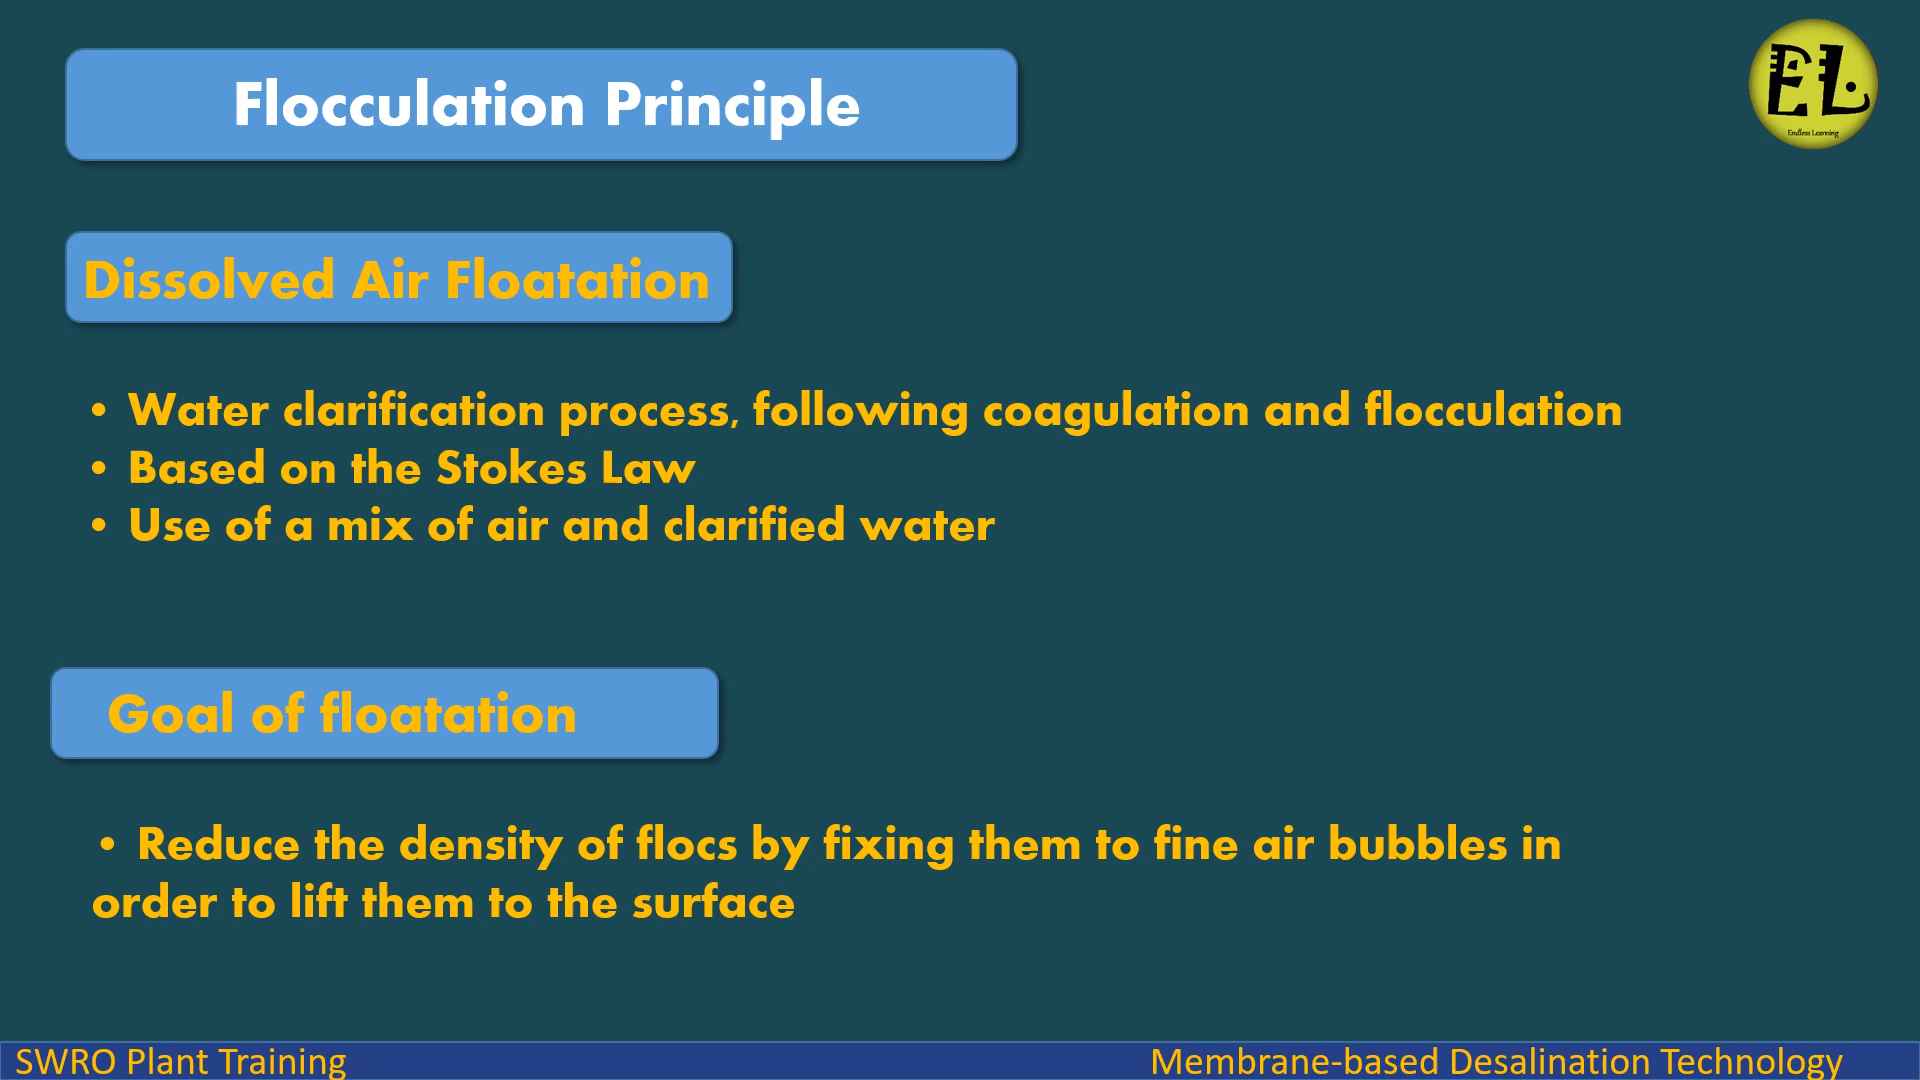 Flocculation Principle
EL
Endless Learning
Dissolved Air Floatation
• Water clarification process, following coagulation and flocculation
• Based on the Stokes Law
• Use of a mix of air and clarified water
Goal of floatation
• Reduce the density of flocs by fixing them to fine air bubbles in
order to lift them to the surface
SWRO Plant Training
Membrane-based Desalination Technology